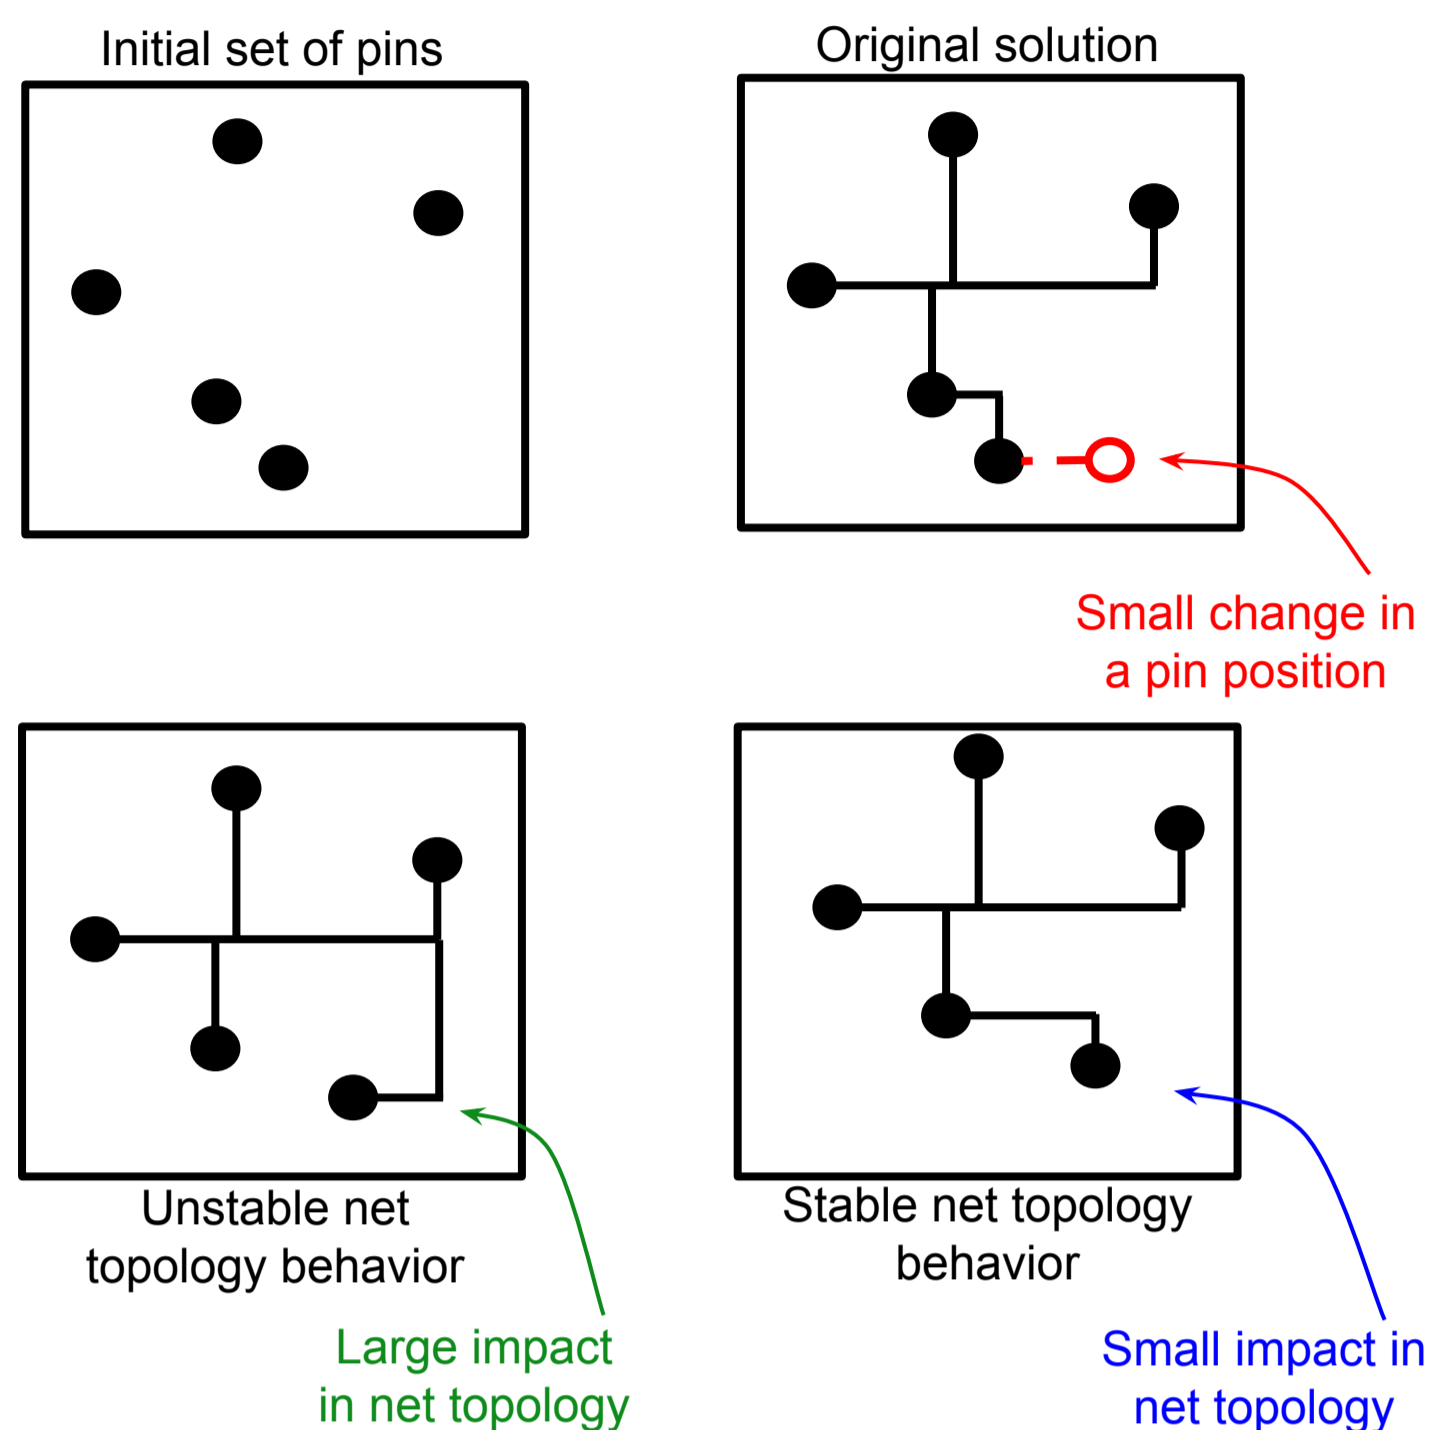 Initial set of pins
Original solution
Small change in
a pin position
Unstable net
topology behavior
Large impact
in net topology
Stable net topology
behavior
Small impact in
net topology